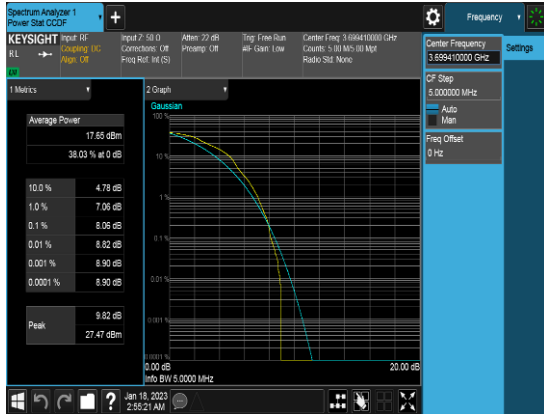 Spectrum Analyzer 1
Power Stat CCDF
+
Frequency
KEYSIGHT
RL
LXI
Input: RF
Coupling: DC
Align: Off
Input Z: 50 Ω
Corrections: Off
Freq Ref: Int (S)
Atten: 22 dB
Preamp: Off
Trig: Free Run
#IF Gain: Low
Center Freq: 3.699410000 GHz
Counts: 5.00 M/5.00 Mpt
Radio Std: None
Center Frequency
3.699410000 GHz
Settings
CF Step
5.000000 MHz
Auto
Man
Freq Offset
0 Hz
1 Metrics
Average Power
17.65 dBm
38.03 % at 0 dB
10.0 % 4.78 dB
1.0 % 7.06 dB
0.1 % 8.06 dB
0.01 % 8.82 dB
0.001 % 8.90 dB
0.0001 % 8.90 dB
Peak
9.82 dB
27.47 dBm
2 Graph
Gaussian
100 %
10 %
1 %
0.1 %
0.01 %
0.001 %
0.0001 %
0.00 dB
20.00 dB
Info BW 5.0000 MHz
?
Jan 18, 2023
2:55:21 AM